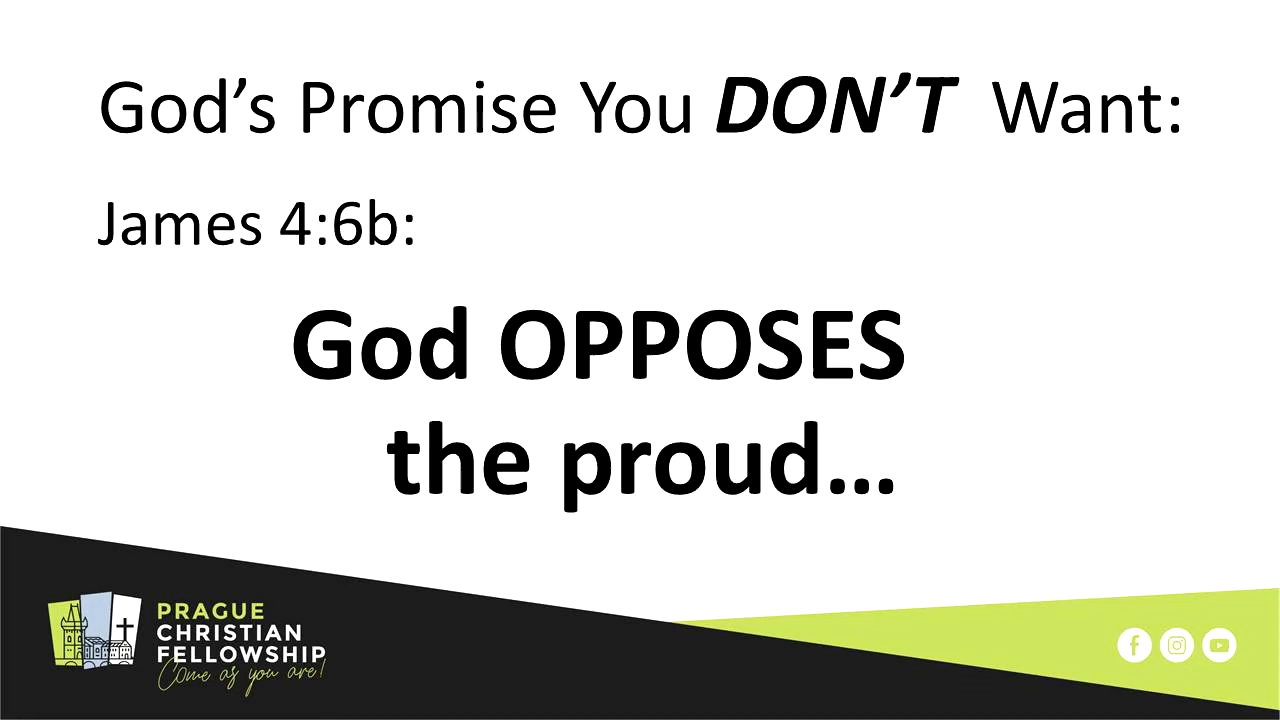 God’s Promise You DON’T Want:
James 4:6b:
God OPPOSES
the proud...
PRAGUE
CHRISTIAN
FELLOWSHIP
Come as you are!